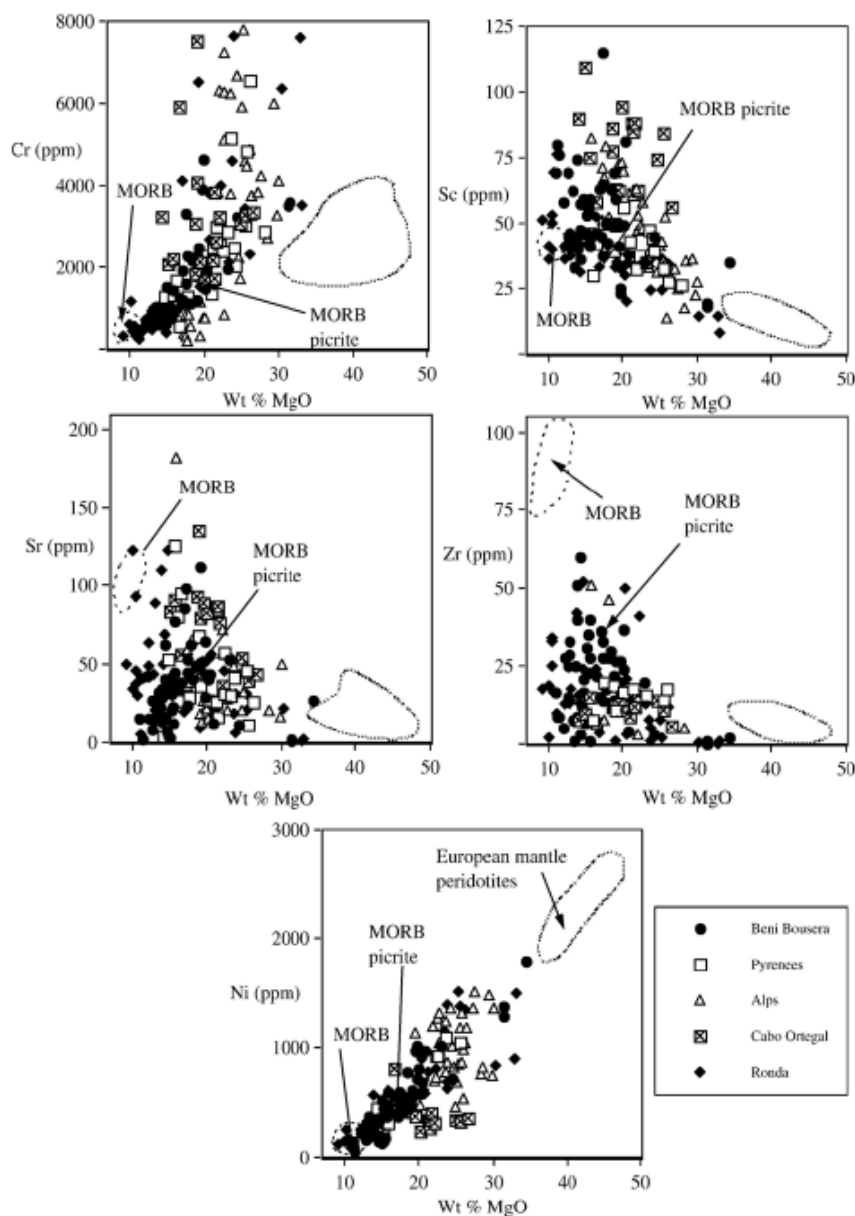 8000
6000
Cr (ppm)
4000
MORB
2000
MORB
picrite
10 20 30 40 50
Wt % MgO
125
100
MORB picrite
75
Sc (ppm)
50
25
MORB
10 20 30 40 50
Wt % MgO
200
MORB
150
Sr (ppm)
MORB
picrite
100
50
0
10 20 30 40 50
Wt % MgO
100
75
MORB
MORB
picrite
Zr (ppm)
50
25
0
10 20 30 40 50
Wt % MgO
3000
European mantle
peridotites
2000
MORB
picrite
Ni (ppm)
1000
MORB
0
10 20 30 40 50
Wt % MgO
Beni Bousera
Pyrenees
Alps
Cabo Ortegal
Ronda